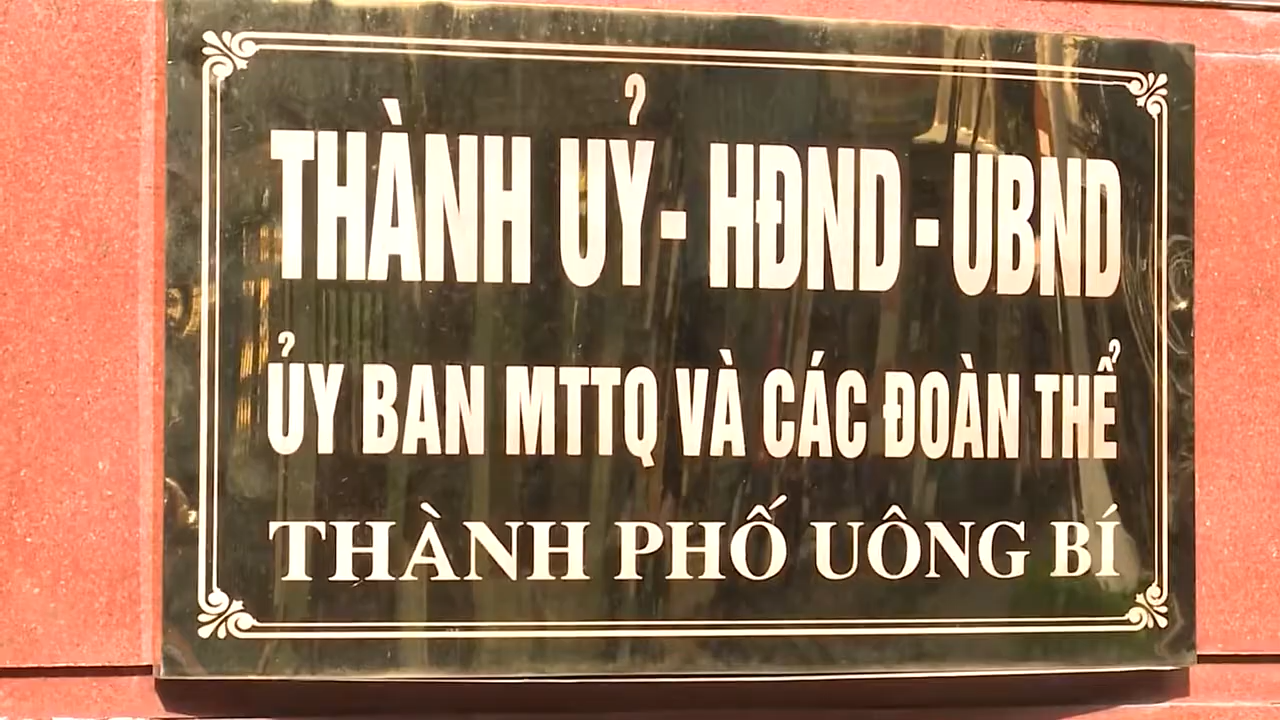 THÀNH UỶ - HĐND - UBND
ỦY BAN MTTQ VÀ CÁC ĐOÀN THỂ
THÀNH PHỐ UÔNG BÍ